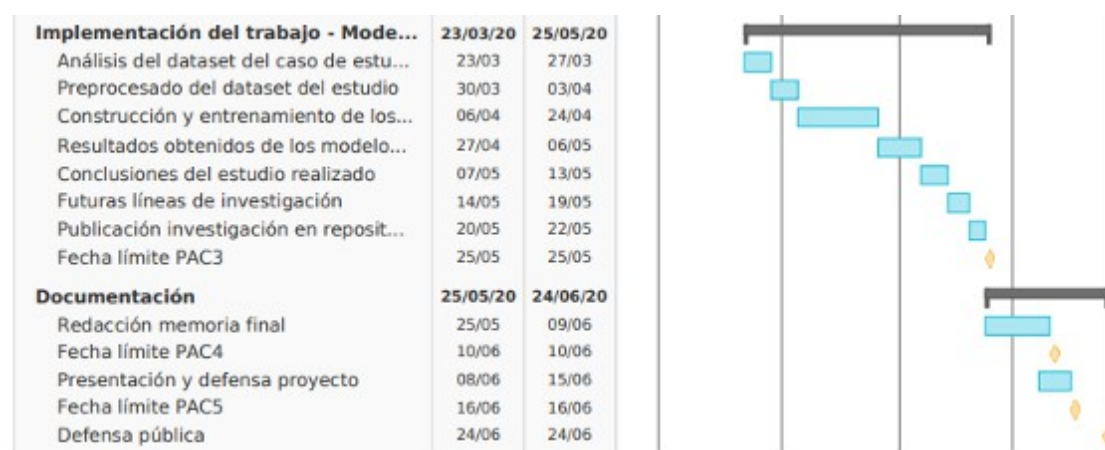 Implementación del trabajo - Mode... 23/03/20 25/05/20
Análisis del dataset del caso de estu... 23/03 27/03
Preprocesado del dataset del estudio 30/03 03/04
Construcción y entrenamiento de los... 06/04 24/04
Resultados obtenidos de los modelo... 27/04 06/05
Conclusiones del estudio realizado 07/05 13/05
Futuras líneas de investigación 14/05 19/05
Publicación investigación en reposit... 20/05 22/05
Fecha límite PAC3 25/05 25/05
Documentación 25/05/20 24/06/20
Redacción memoria final 25/05 09/06
Fecha límite PAC4 10/06 10/06
Presentación y defensa proyecto 08/06 15/06
Fecha límite PAC5 16/06 16/06
Defensa pública 24/06 24/06